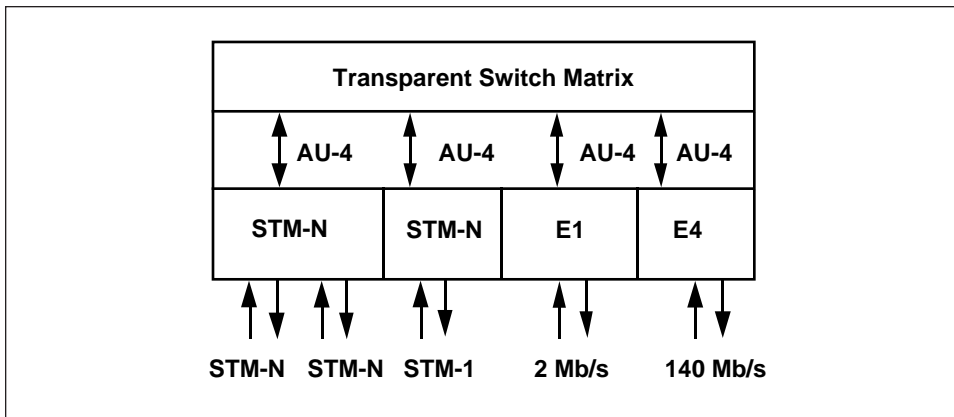 Transparent Switch Matrix
AU-4 AU-4 AU-4 AU-4
STM-N STM-N E1 E4
STM-N STM-N STM-1 2 Mb/s 140 Mb/s